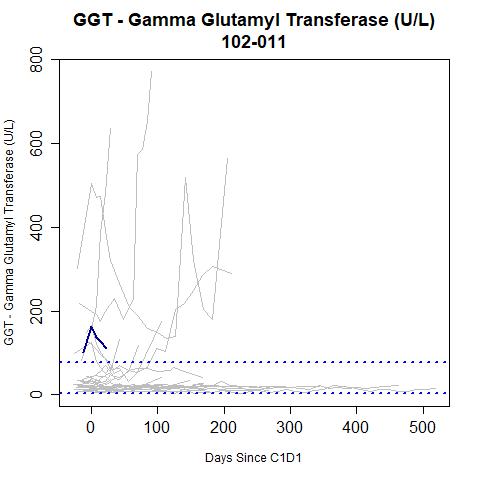 GGT - Gamma Glutamyl Transferase (U/L)
102-011
GGT - Gamma Glutamyl Transferase (U/L)
800
600
400
200
0
0 100 200 300 400 500
Days Since C1D1